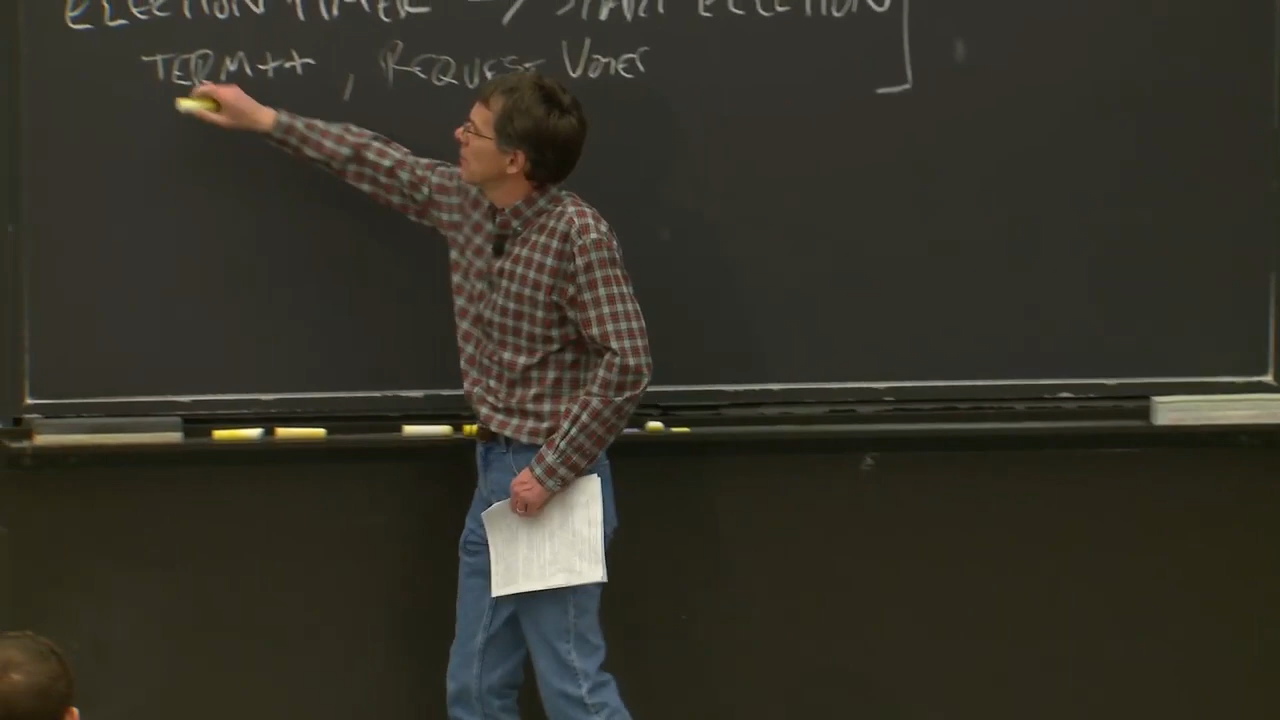 ELECTION TIMER -> START ELECTION
TERM++, REQUEST VOTES